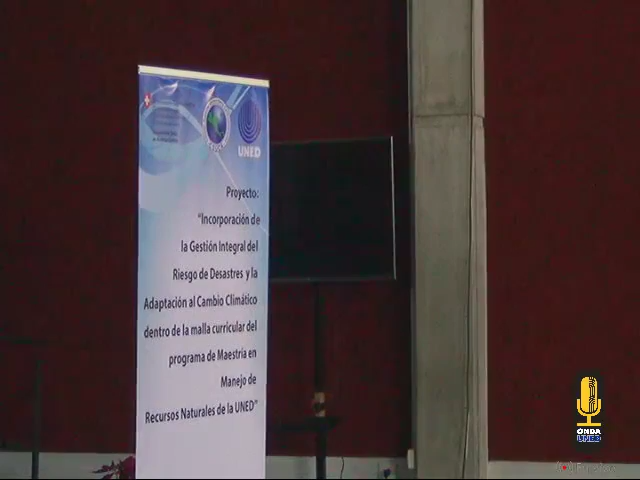 UNED
Proyecto:
"Incorporación de
la Gestión Integral del
Riesgo de Desastres y la
Adaptación al Cambio Climático
dentro de la malla curricular del
programa de Maestría en
Manejo de
Recursos Naturales de la UNED"
ONDA
UNED